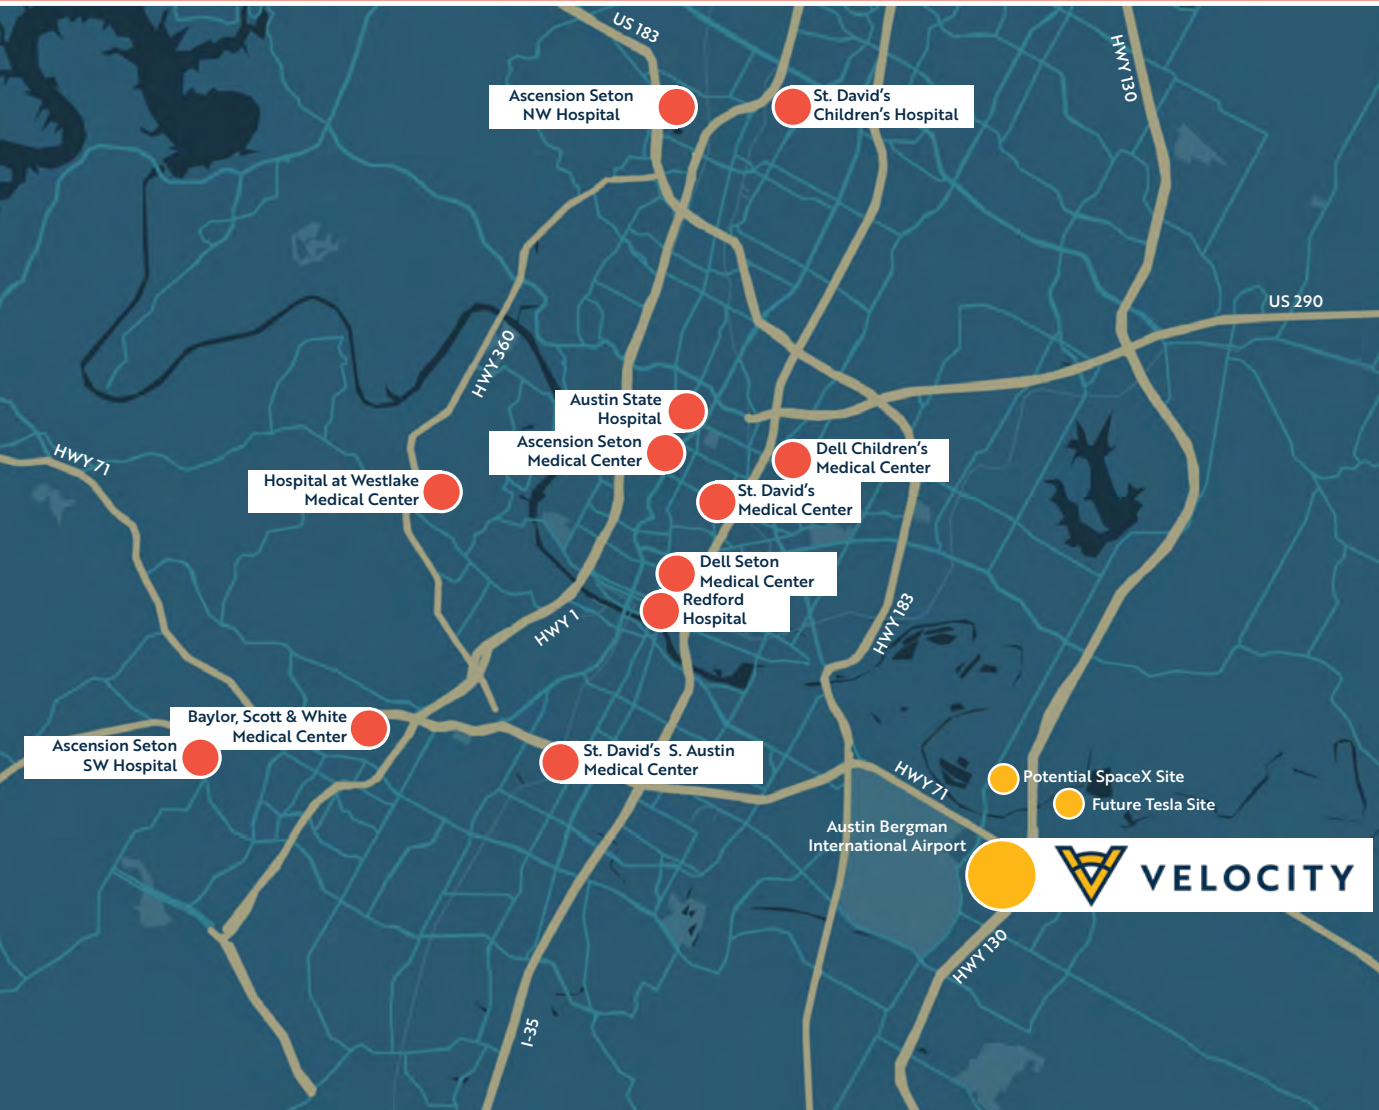 US 183
HWY 130
Ascension Seton
NW Hospital
St. David's
Children's Hospital
US 290
HWY 360
Austin State
Hospital
Ascension Seton
Medical Center
Dell Children's
Medical Center
HWY 71
Hospital at Westlake
Medical Center
St. David's
Medical Center
Dell Seton
Medical Center
Redford
Hospital
HWY 1
HWY 183
Baylor, Scott & White
Medical Center
Ascension Seton
SW Hospital
St. David's S. Austin
Medical Center
HWY 71
Potential SpaceX Site
Future Tesla Site
Austin Bergman
International Airport
VELOCITY
HWY 130
I-35